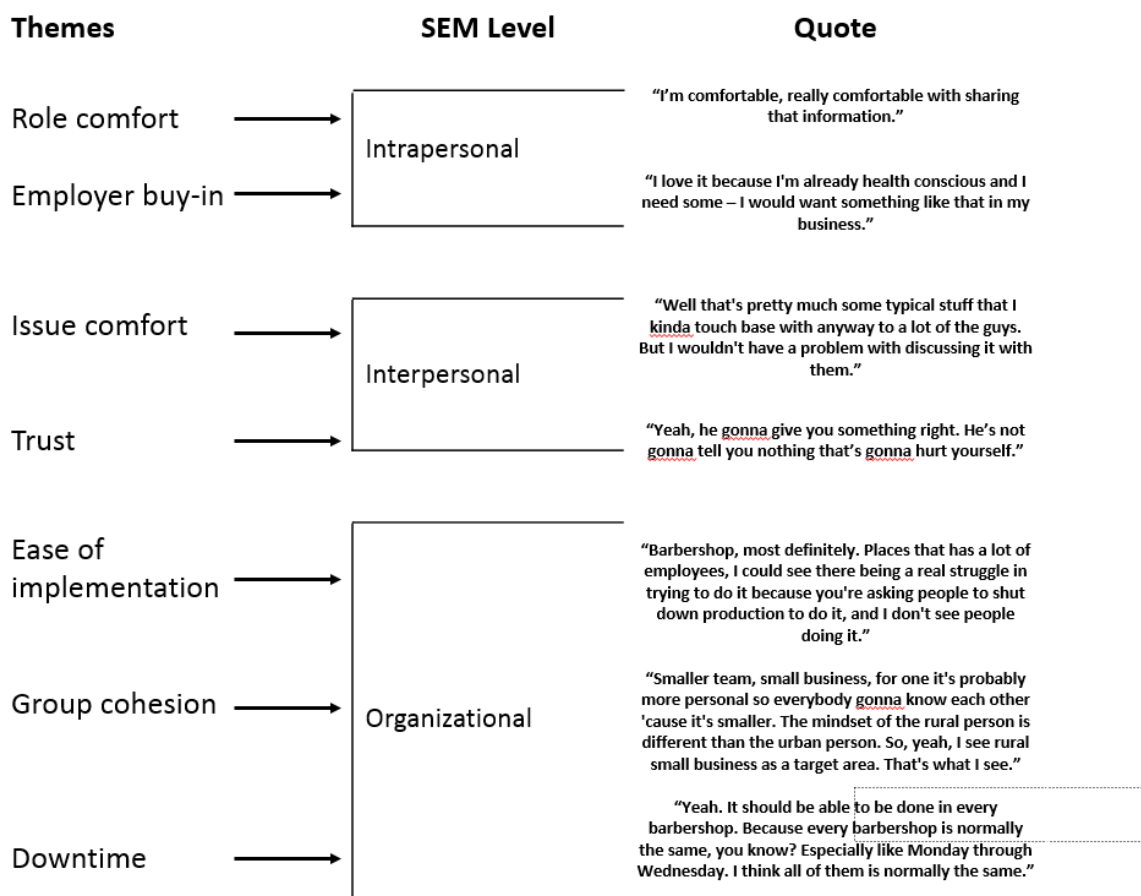 Themes SEM Level Quote
Role comfort
Employer buy-in
Intrapersonal
“I’m comfortable, really comfortable with sharing
that information.”
“I love it because I'm already health conscious and I
need some – I would want something like that in my
business.”
Issue comfort
Trust
Interpersonal
“Well that's pretty much some typical stuff that I
kinda touch base with anyway to a lot of the guys.
But I wouldn't have a problem with discussing it with
them.”
“Yeah, he gonna give you something right. He’s not
gonna tell you nothing that’s gonna hurt yourself.”
Ease of
implementation
Group cohesion
Downtime
Organizational
“Barbershop, most definitely. Places that has a lot of
employees, I could see there being a real struggle in
trying to do it because you're asking people to shut
down production to do it, and I don't see people
doing it.”
“Smaller team, small business, for one it's probably
more personal so everybody gonna know each other
'cause it's smaller. The mindset of the rural person is
different than the urban person. So, yeah, I see rural
small business as a target area. That's what I see.”
“Yeah. It should be able to be done in every
barbershop. Because every barbershop is normally
the same, you know? Especially like Monday through
Wednesday. I think all of them is normally the same.”